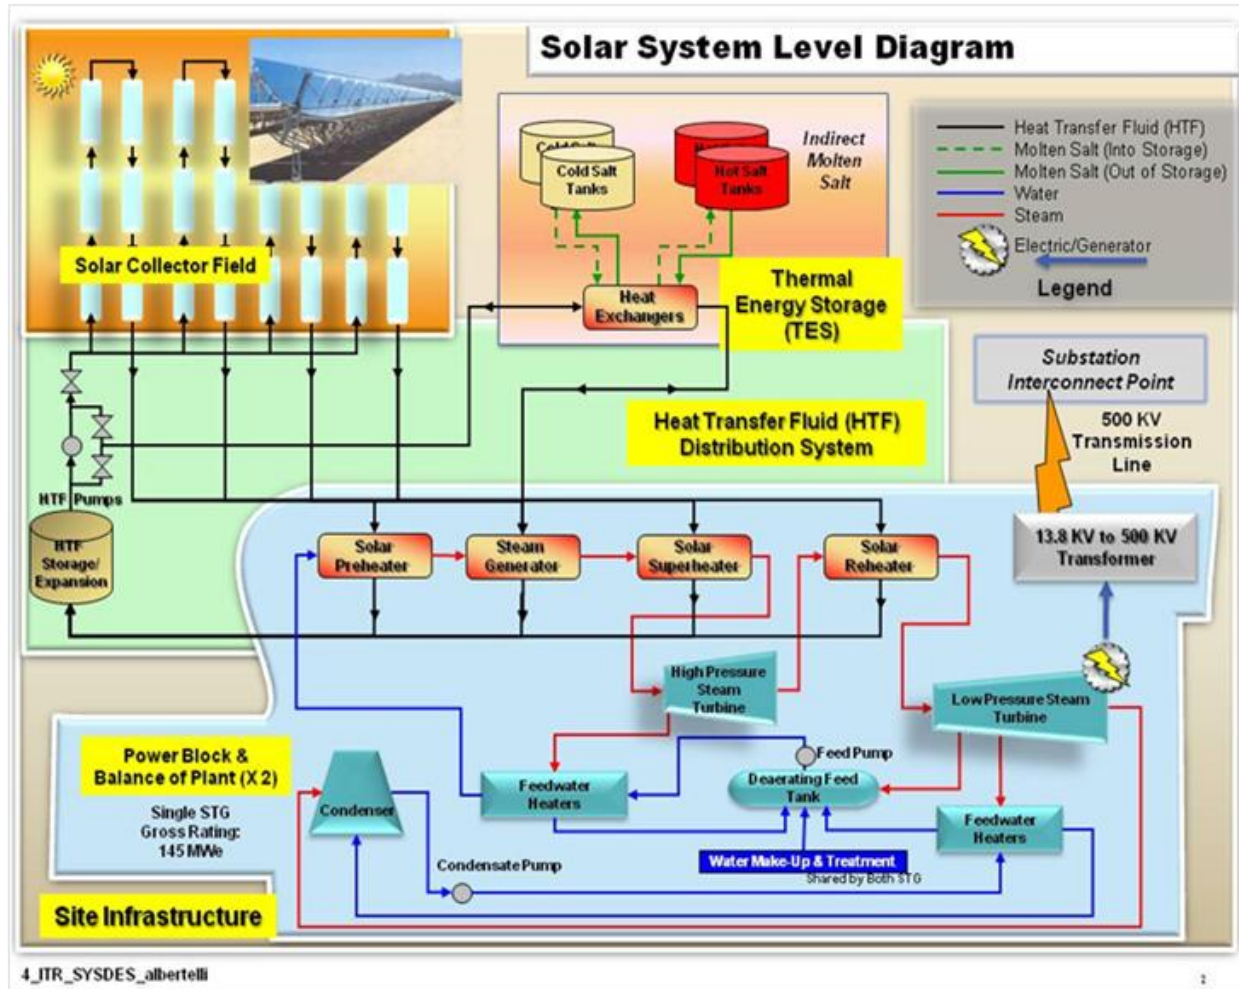 Solar System Level Diagram
Solar Collector Field
Cold Salt
Cold Salt
Tanks
Hot Salt
Tanks
Indirect
Molten
Salt
Heat
Exchangers
Thermal
Energy Storage
(TES)
Heat Transfer Fluid (HTF)
Molten Salt (Into Storage)
Molten Salt (Out of Storage)
Water
Steam
Electric/Generator
Legend
Substation
Interconnect Point
500 KV
Transmission
Line
Heat Transfer Fluid (HTF)
Distribution System
HTF Pumps
HTF
Storage/
Expansion
Solar
Preheater
Steam
Generator
Solar
Superheater
Solar
Reheater
13.8 KV to 500 KV
Transformer
High Pressure
Steam
Turbine
Low Pressure Steam
Turbine
Power Block &
Balance of Plant (X 2)
Single STG
Gross Rating:
145 MWe
Condenser
Feedwater
Heaters
Feed Pump
Deaerating Feed
Tank
Feedwater
Heaters
Water Make-Up & Treatment
Shared by Both STG
Condensate Pump
Site Infrastructure
4_ITR_SYSDES_albertelli
2